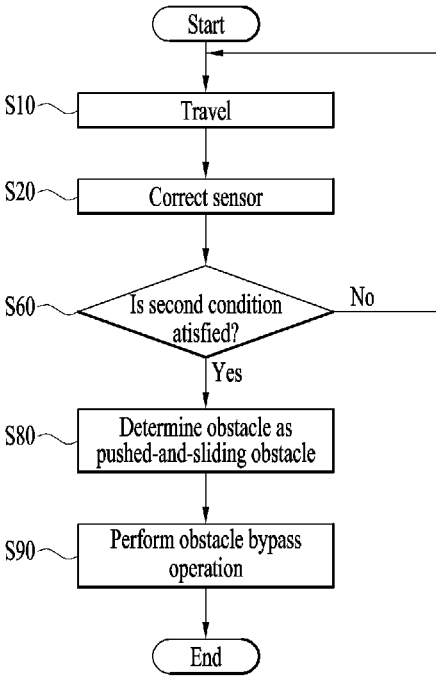 Start
S10
Travel
S20
Correct sensor
S60
Is second condition
atisfied?
No
Yes
S80
Determine obstacle as
pushed-and-sliding obstacle
S90
Perform obstacle bypass
operation
End